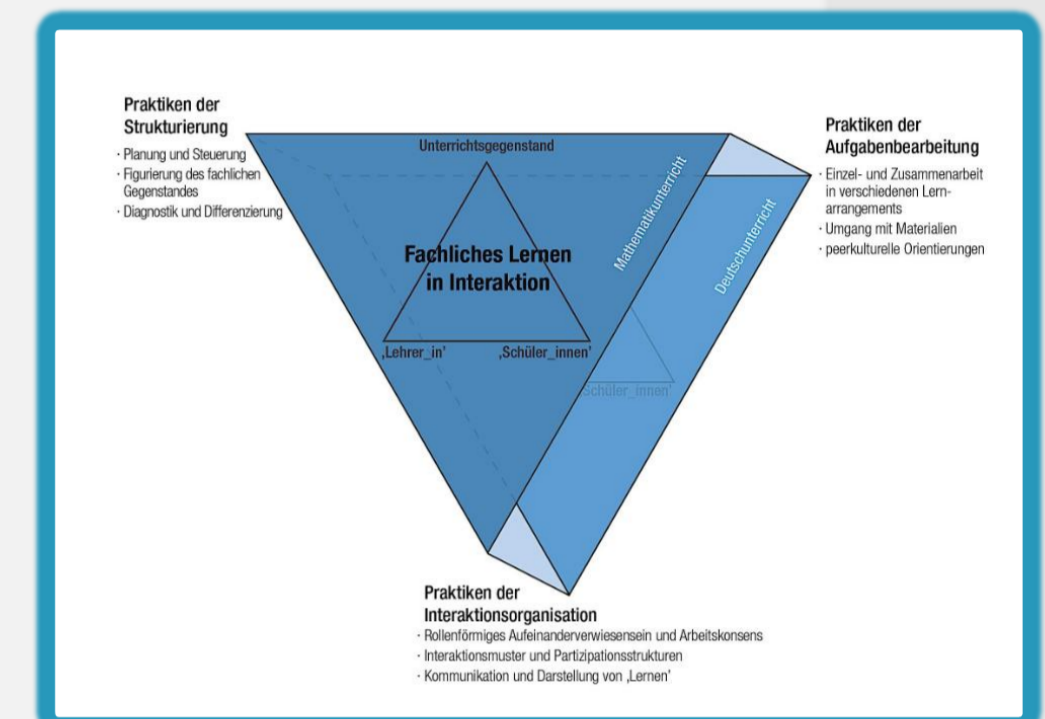 Praktiken der
Strukturierung
· Planung und Steuerung
· Figurierung des fachlichen
Gegenstandes
· Diagnostik und Differenzierung
Unterrichtsgegenstand
Fachliches Lernen
in Interaktion
‚Lehrer_in'
‚Schüler_innen'
Mathematikunterricht
Deutschunterricht
Schüler_innen'
Praktiken der
Aufgabenbearbeitung
· Einzel- und Zusammenarbeit
in verschiedenen Lern-
arrangements
· Umgang mit Materialien
· peerkulturelle Orientierungen
Praktiken der
Interaktionsorganisation
· Rollenförmiges Aufeinanderverwiesensein und Arbeitskonsens
· Interaktionsmuster und Partizipationsstrukturen
· Kommunikation und Darstellung von ‚Lernen'